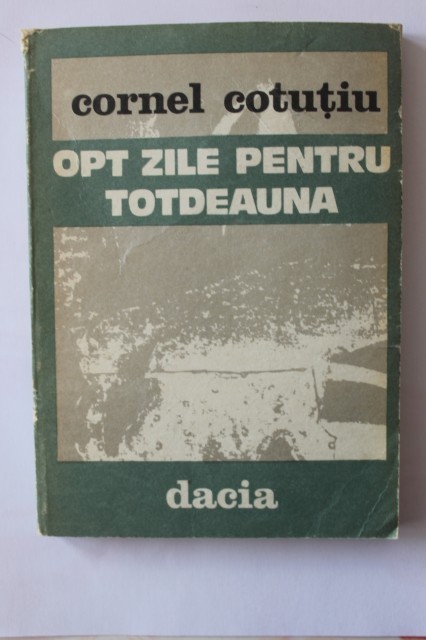 cornel cotuțiu
OPT ZILE PENTRU
TOTDEAUNA
dacia